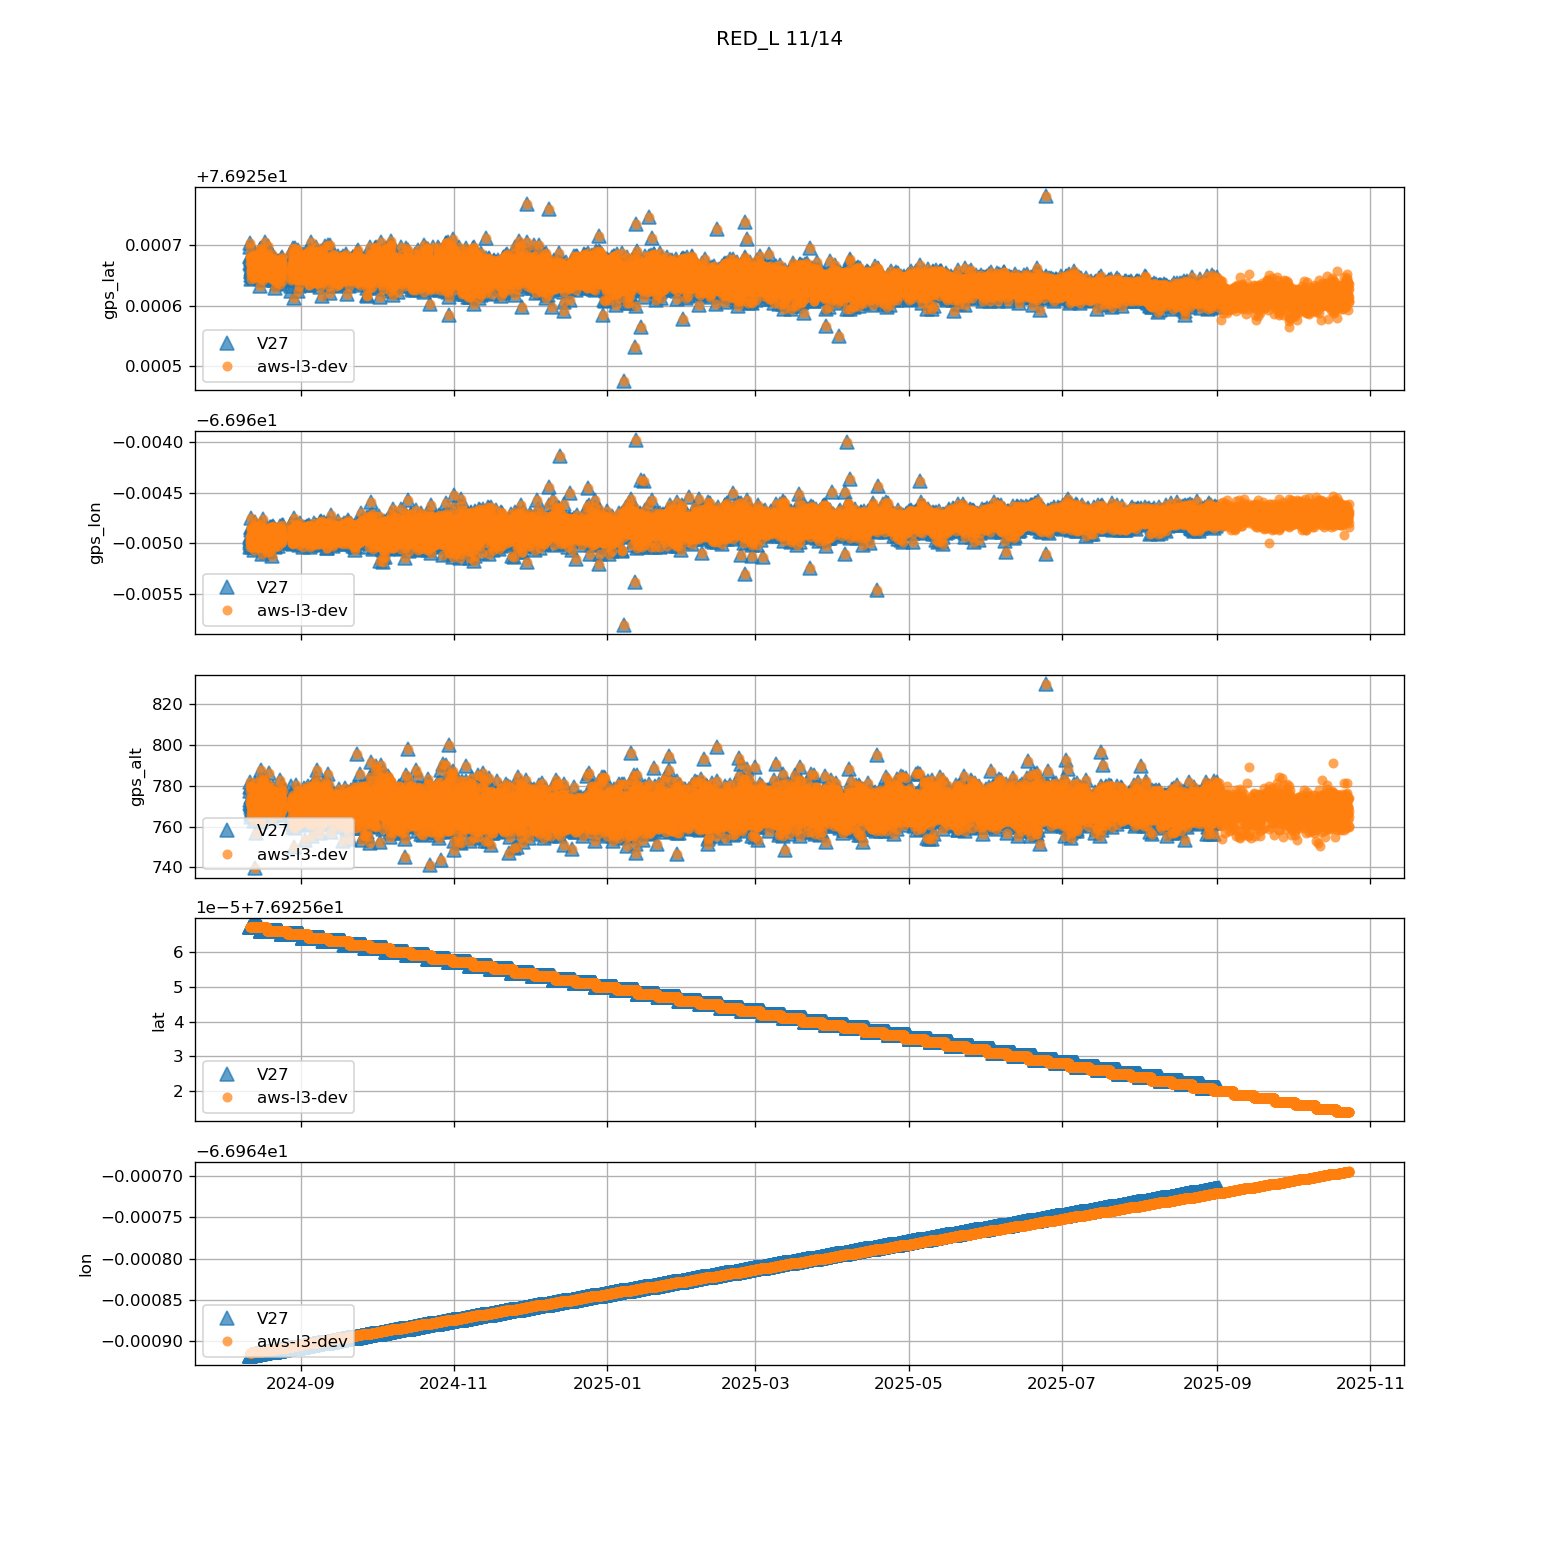 RED_L 11/14
+7.6925e1
0.0007
0.0006
0.0005
gps_lat
V27
aws-l3-dev
−6.696e1
−0.0040
−0.0045
−0.0050
−0.0055
gps_lon
V27
aws-l3-dev
820
800
780
760
740
gps_alt
V27
aws-l3-dev
1e−5+7.69256e1
6
5
4
3
2
lat
V27
aws-l3-dev
−6.6964e1
−0.00070
−0.00075
−0.00080
−0.00085
−0.00090
lon
V27
aws-l3-dev
2024-09 2024-11 2025-01 2025-03 2025-05 2025-07 2025-09 2025-11